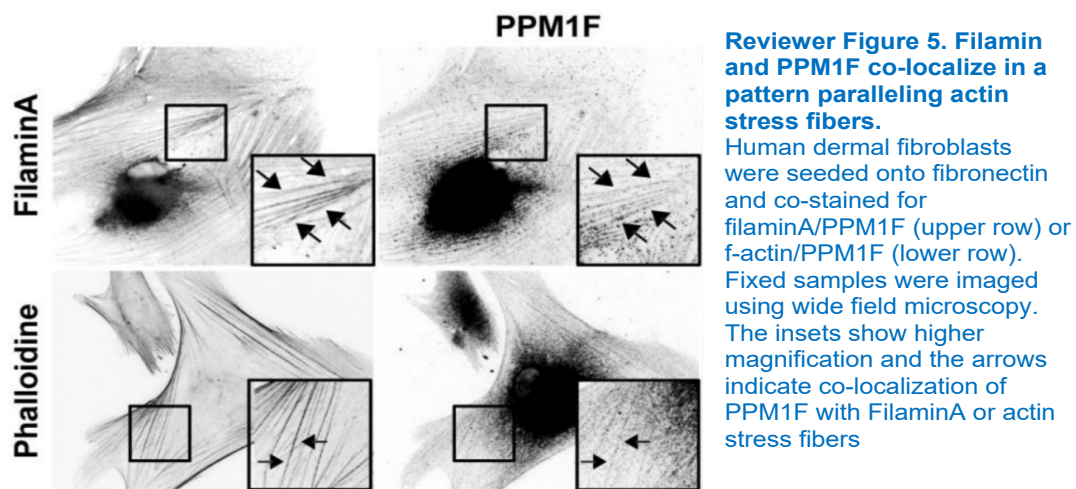 PPM1F
FilaminA
Phalloidine
Reviewer Figure 5. Filamin
and PPM1F co-localize in a
pattern paralleling actin
stress fibers.
Human dermal fibroblasts
were seeded onto fibronectin
and co-stained for
filaminA/PPM1F (upper row) or
f-actin/PPM1F (lower row).
Fixed samples were imaged
using wide field microscopy.
The insets show higher
magnification and the arrows
indicate co-localization of
PPM1F with FilaminA or actin
stress fibers